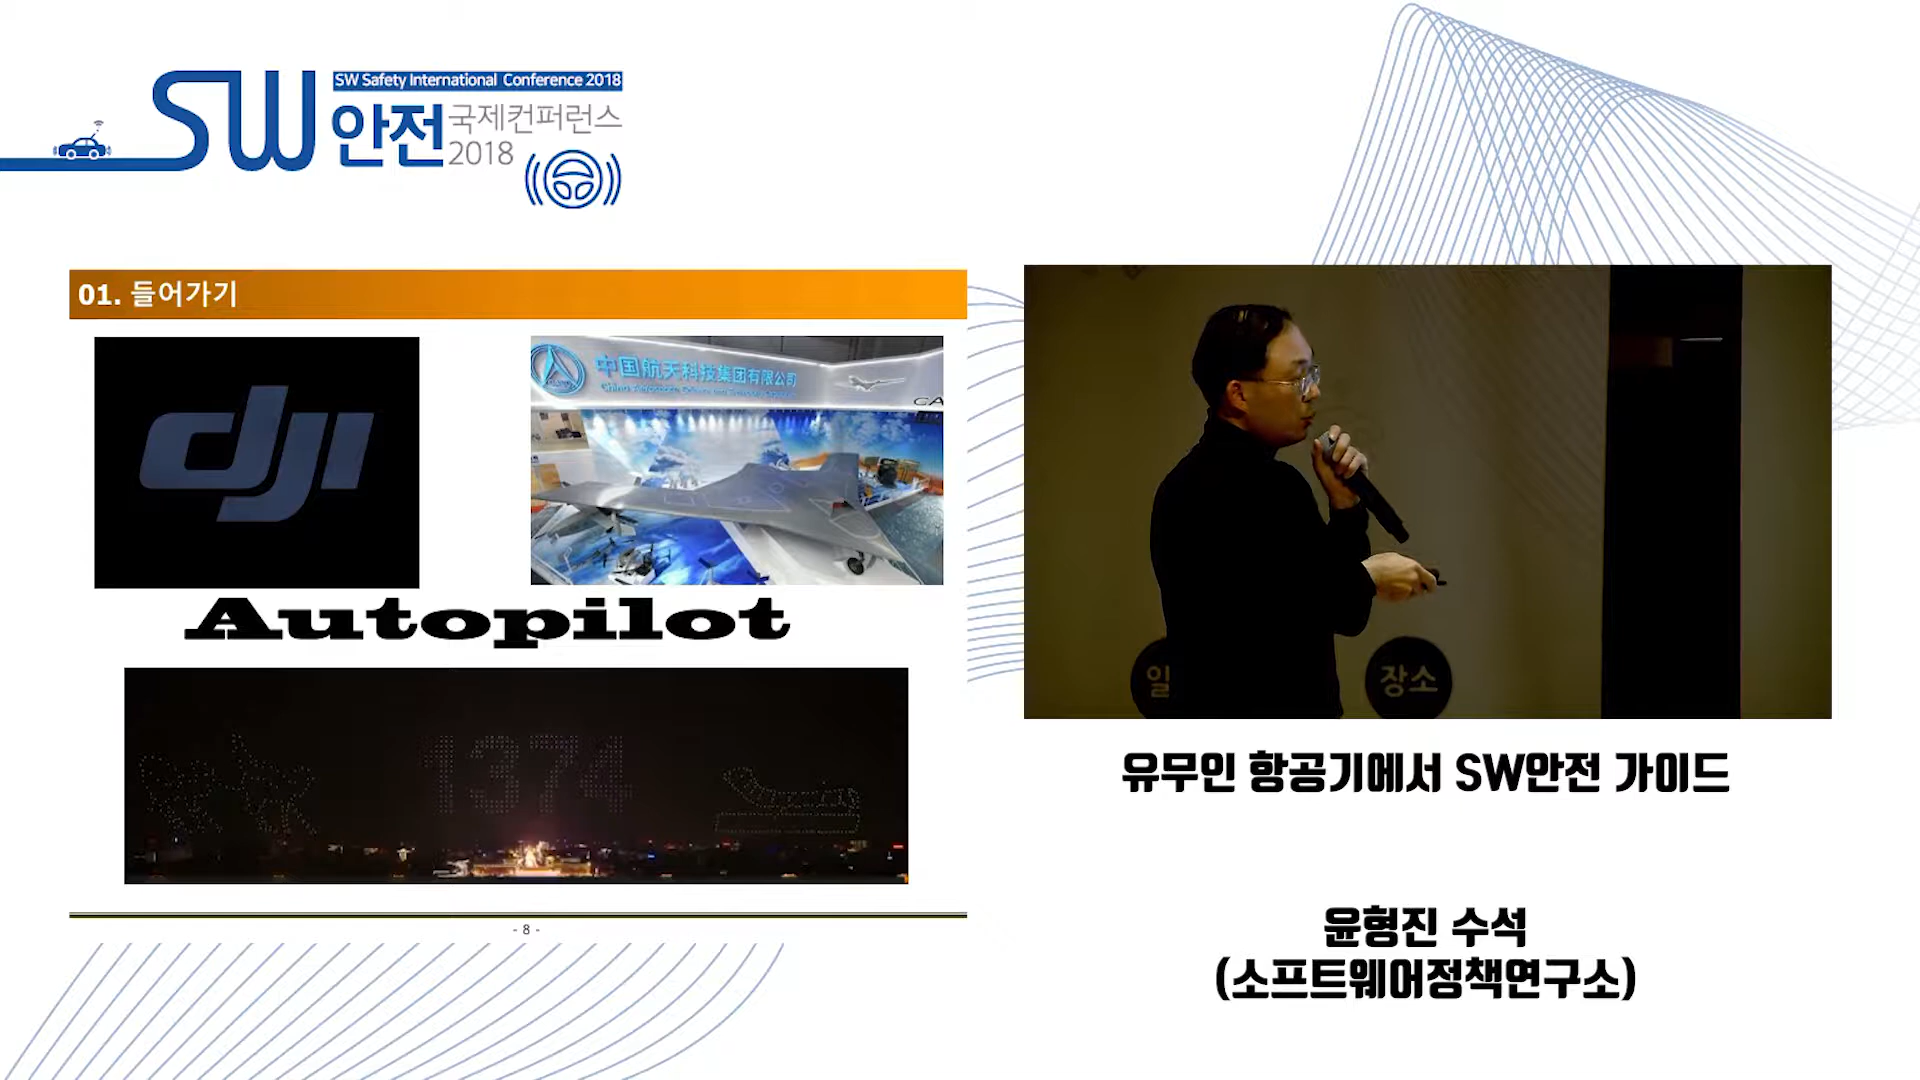 SW
SW Safety International Conference 2018
안전
국제컨퍼런스
2018
01. 들어가기
dji
中国航天科技集团有限公司
CA
Autopilot
1374
- 8 -
일
장소
유무인 항공기에서 SW안전 가이드
윤형진 수석
(소프트웨어정책연구소)